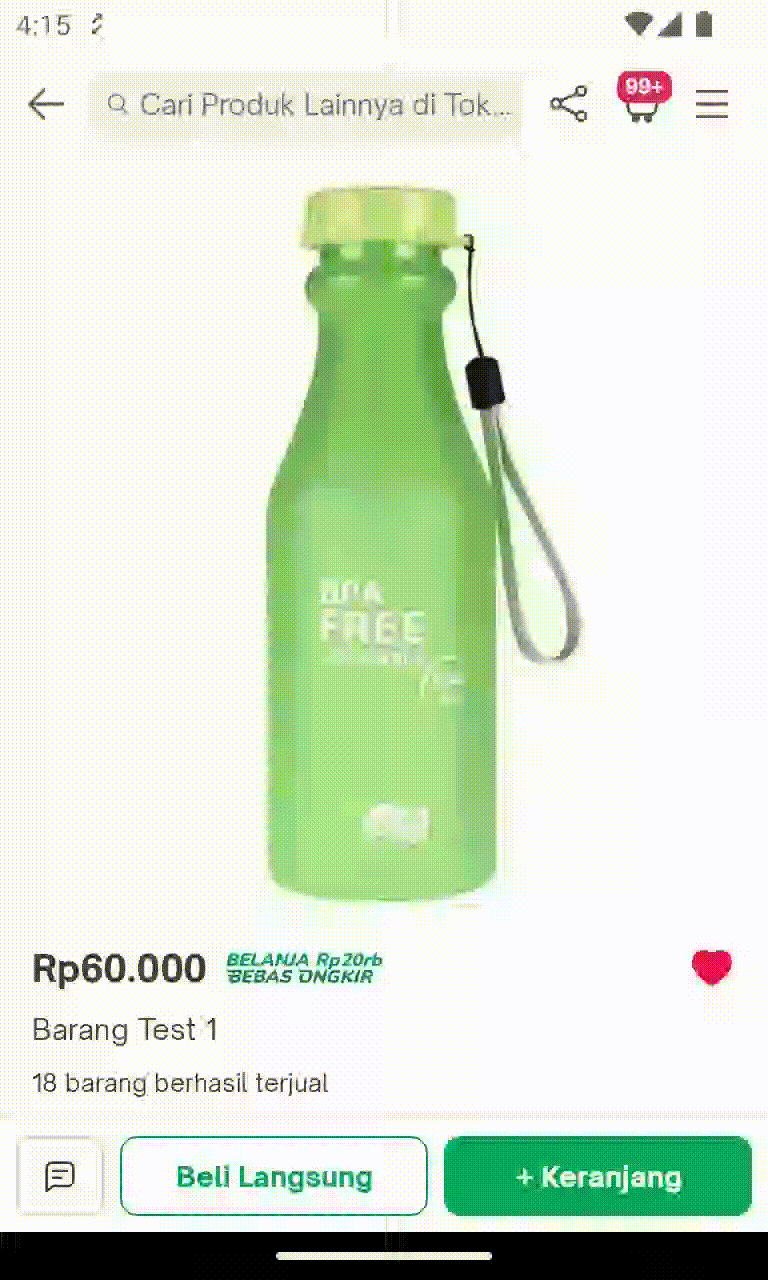 4:15
Cari Produk Lainnya di Tok...
99+
BPA
FREE
Rp60.000
BELANJA Rp20rb
BEBAS ONGKIR
Barang Test 1
18 barang berhasil terjual
Beli Langsung
+ Keranjang